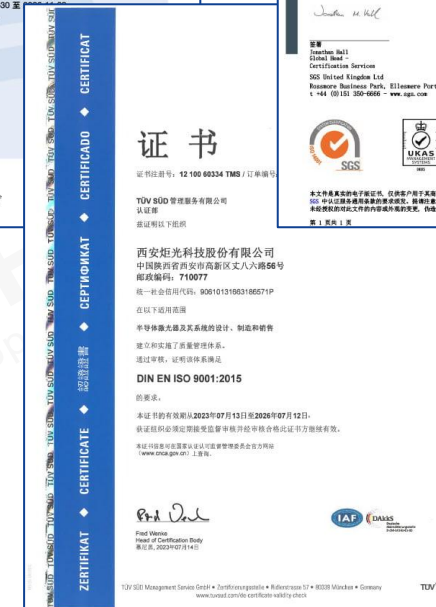 Jonathan Hall
Global Head -
Certification Services
SGS United Kingdom Ltd
Rossmore Business Park, Ellesmere Port
t +44 (0)151 350-6666 - www.sgs.com
SGS
UKAS
MANAGEMENT
SYSTEMS
第 1 页共 1 页
ZERTIFIKAT ◆ CERTIFICATE ◆ 認證證書 ◆ СЕРТИФИКАТ ◆ CERTIFICADO ◆ CERTIFICAT
证 书
证书注册号: 12 100 60334 TMS / 订单编号
TÜV SÜD 管理服务有限公司
认证部
兹证明以下组织
西安炬光科技股份有限公司
中国陕西省西安市高新区丈八六路56号
邮政编码: 710077
统一社会信用代码: 90610131663186571P
在以下适用范围
半导体激光器及其系统的设计、制造和销售
建立和实施了质量管理体系。
通过审核, 证明该体系满足
DIN EN ISO 9001:2015
的要求。
本证书的有效期从2023年07月13日至2026年07月12日。
获证组织必须定期接受监督审核并经审核合格此证书方继续有效。
本证书信息可在国家认证认可监督管理委员会官方网站
(www.cnca.gov.cn) 上查询。
Fred Wenke
Head of Certification Body
慕尼黑, 2023年07月14日
IAF
DAkkS
TÜV SÜD Management Service GmbH • Zertifizierungsstelle • Ridlerstrasse 57 • 80339 München • Germany
www.tuvsud.com/de-certificate-validity-check
TÜV